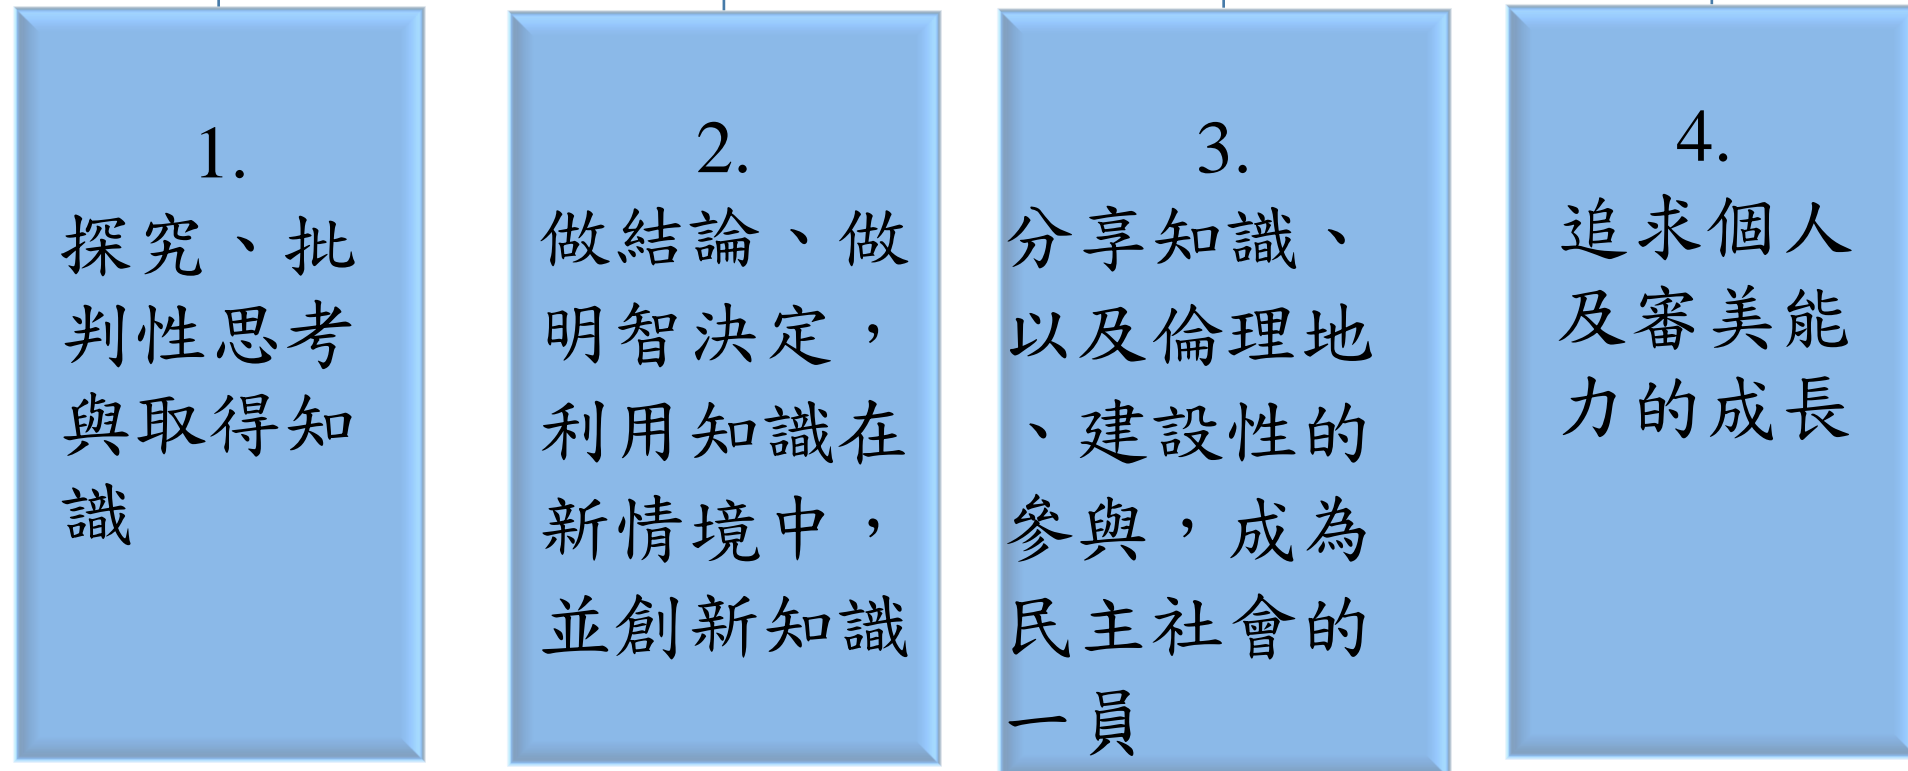 1.
探究、批
判性思考
與取得知
識
2.
做結論、做
明智決定，
利用知識在
新情境中，
並創新知識
3.
分享知識、
以及倫理地
、建設性的
參與，成為
民主社會的
一員
4.
追求個人
及審美能
力的成長